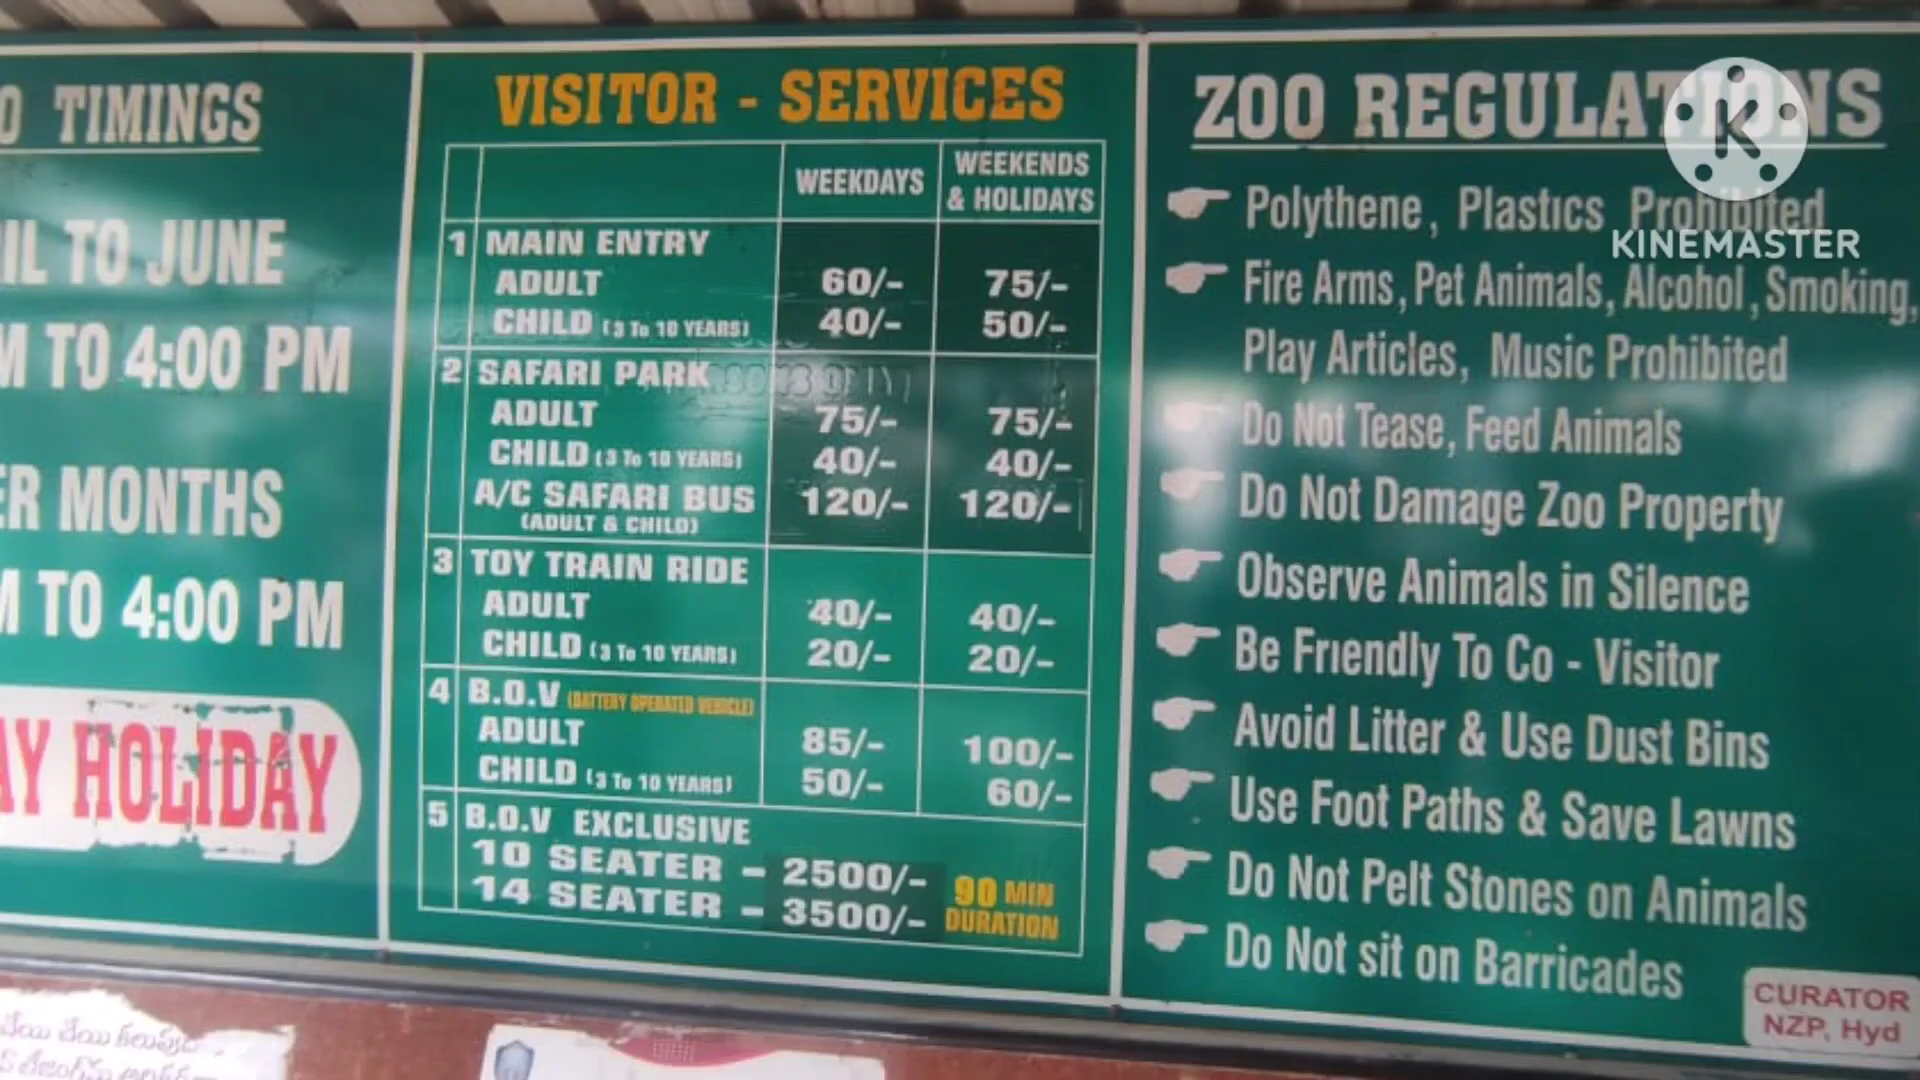 O TIMINGS
IL TO JUNE
M TO 4:00 PM
ER MONTHS
M TO 4:00 PM
AY HOLIDAY
VISITOR - SERVICES
WEEKDAYS WEEKENDS & HOLIDAYS
1 MAIN ENTRY
ADULT 60/- 75/-
CHILD (3 To 10 YEARS) 40/- 50/-
2 SAFARI PARK
ADULT 75/- 75/-
CHILD (3 To 10 YEARS) 40/- 40/-
A/C SAFARI BUS 120/- 120/-
(ADULT & CHILD)
3 TOY TRAIN RIDE
ADULT 40/- 40/-
CHILD (3 To 10 YEARS) 20/- 20/-
4 B.O.V (BATTERY OPERATED VEHICLE)
ADULT 85/- 100/-
CHILD (3 To 10 YEARS) 50/- 60/-
5 B.O.V EXCLUSIVE
10 SEATER - 2500/- 90 MIN
14 SEATER - 3500/- DURATION
ZOO REGULATIONS
Polythene, Plastics Prohibited
Fire Arms, Pet Animals, Alcohol, Smoking,
Play Articles, Music Prohibited
Do Not Tease, Feed Animals
Do Not Damage Zoo Property
Observe Animals in Silence
Be Friendly To Co - Visitor
Avoid Litter & Use Dust Bins
Use Foot Paths & Save Lawns
Do Not Pelt Stones on Animals
Do Not sit on Barricades
CURATOR
NZP, Hyd
K
KINEMASTER